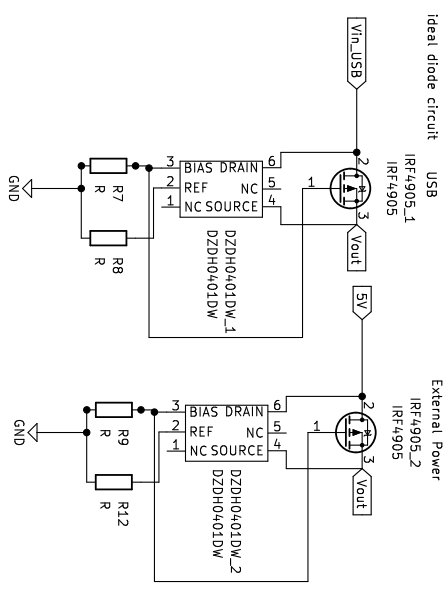 ideal diode circuit
Vin_USB
USB
IRF4905_1
IRF4905
2
1
3
Vout
3
BIAS
DRAIN
6
2
REF
NC
5
1
NC
SOURCE
4
DZDH0401DW_1
DZDH0401DW
R7
R
R8
R
GND
5V
External Power
IRF4905_2
IRF4905
2
1
3
Vout
3
BIAS
DRAIN
6
2
REF
NC
5
1
NC
SOURCE
4
DZDH0401DW_2
DZDH0401DW
R9
R
R12
R
GND